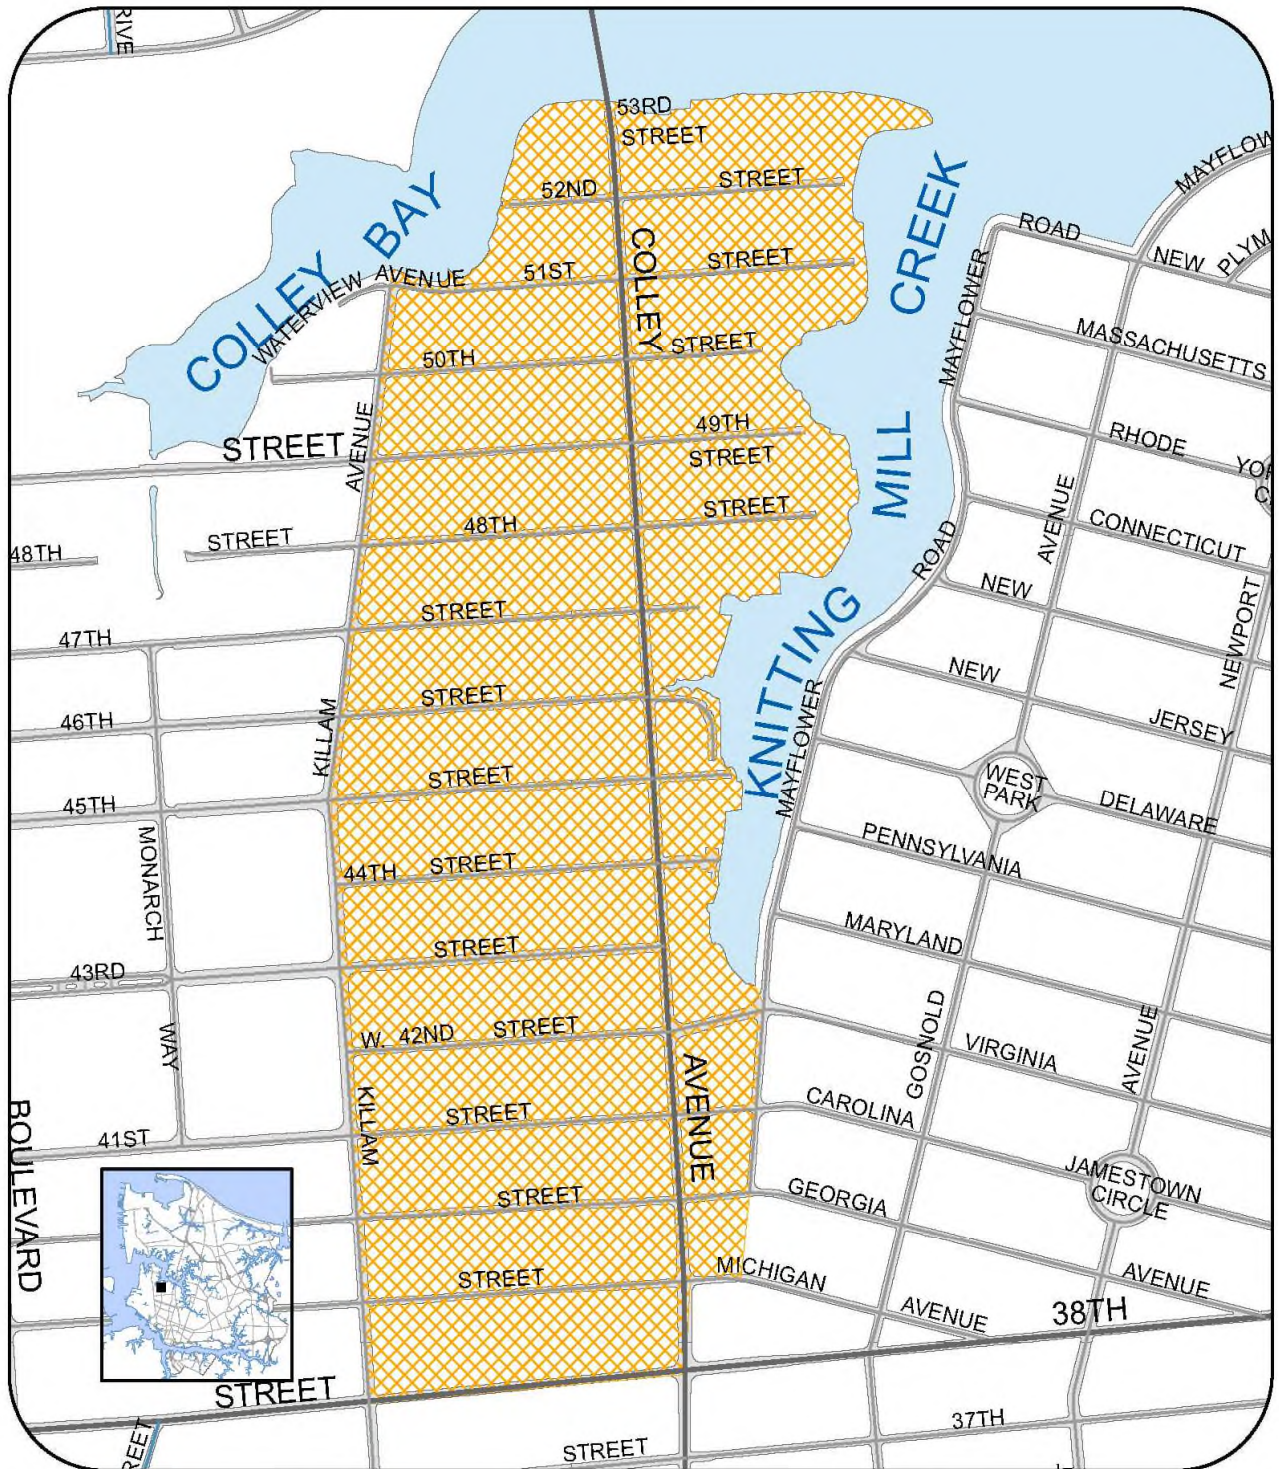 53RD
STREET
52ND STREET
COLLEY BAY
CREEK
MAYFLOW
ROAD
NEW
PLYM
WATERVIEW AVENUE
51ST STREET
COLLEY
MAYFLOWER
MASSACHUSETTS
50TH STREET
49TH
STREET
STREET
AVENUE
MILL
RHODE
AVENUE
48TH
STREET
48TH STREET
ROAD
CONNECTICUT
NEW
47TH
STREET
KNITTING
NEW
NEWPORT
46TH
STREET
KILLAM
MAYFLOWER
JERSEY
45TH
STREET
WEST
PARK
DELAWARE
MONARCH
44TH STREET
PENNSYLVANIA
43RD
STREET
MARYLAND
WAY
W. 42ND STREET
GOSNOLD
VIRGINIA
AVENUE
KILLAM
AVENUE
41ST
STREET
CAROLINA
BOULEVARD
STREET
GEORGIA
JAMESTOWN
CIRCLE
STREET
MICHIGAN
AVENUE
AVENUE
38TH
STREET
37TH
STREET